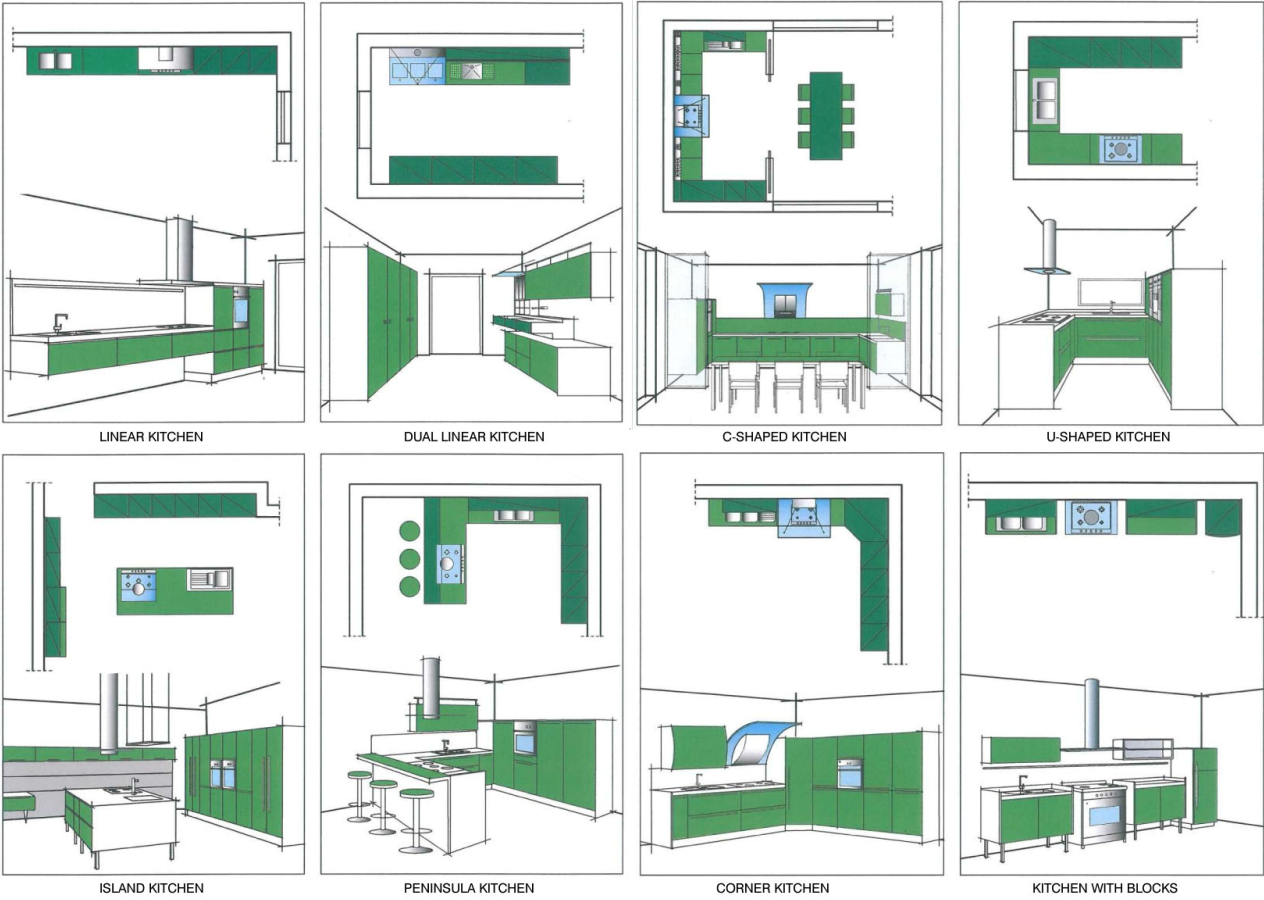 LINEAR KITCHEN
DUAL LINEAR KITCHEN
C-SHAPED KITCHEN
U-SHAPED KITCHEN
ISLAND KITCHEN
PENINSULA KITCHEN
CORNER KITCHEN
KITCHEN WITH BLOCKS